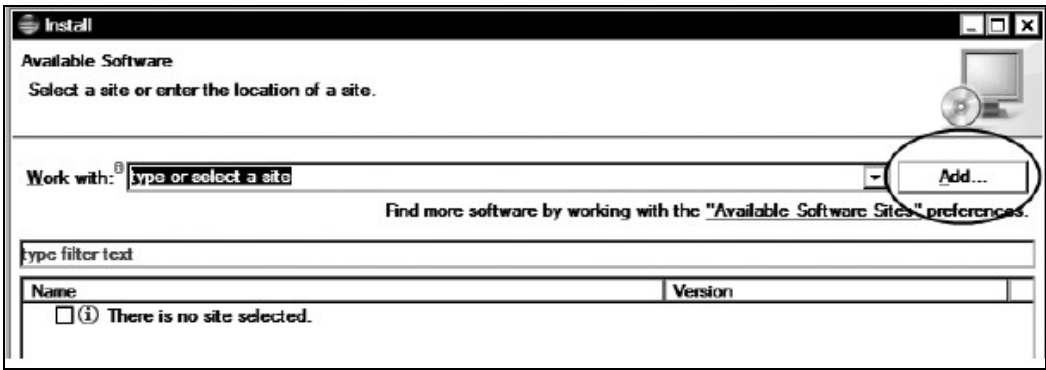 Install
Available Software
Select a site or enter the location of a site.
Work with: type or select a site Add...
Find more software by working with the "Available Software Sites" preferences.
type filter text
Name Version
There is no site selected.